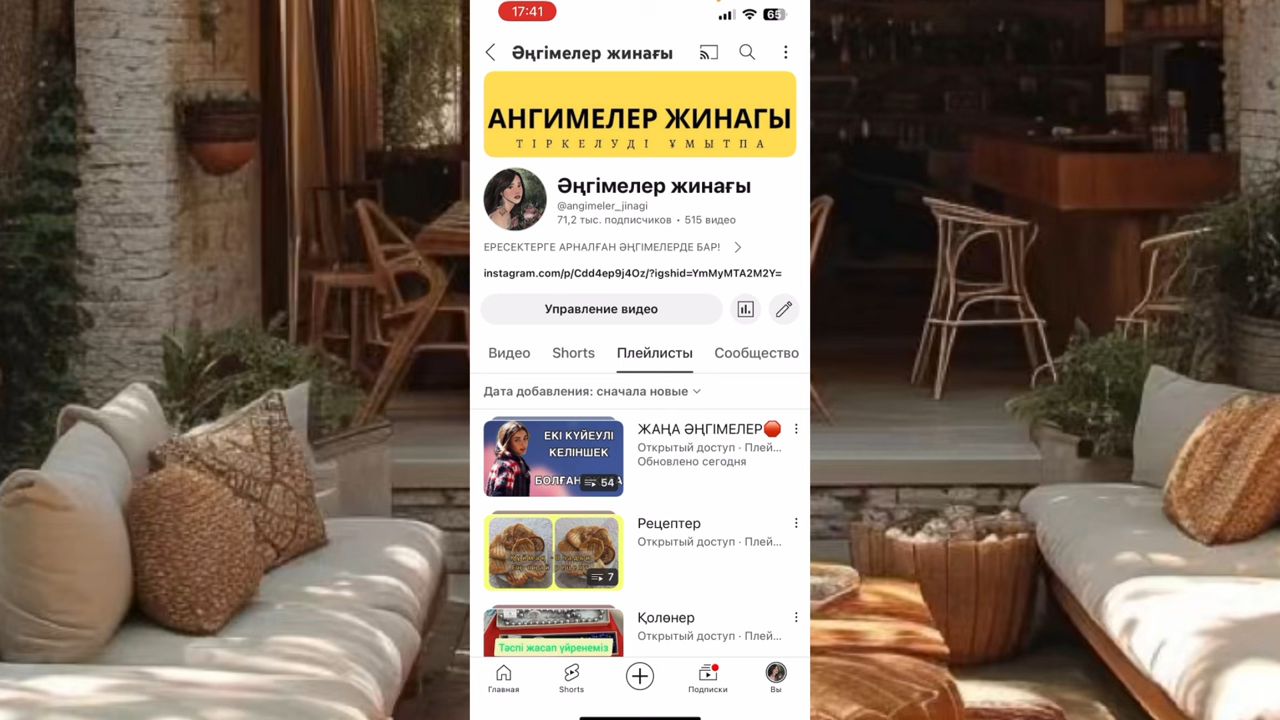 17:41
65
Әңгімелер жинағы
АНГИМЕЛЕР ЖИНАГЫ
ТІРКЕЛУДІ ҰМЫТПА
Әңгімелер жинағы
@angimeler_jinagi
71,2 тыс. подписчиков • 515 видео
ЕРЕСЕКТЕРГЕ АРНАЛҒАН ӘҢГІМЕЛЕРДЕ БАР!
instagram.com/p/Cdd4ep9j4Oz/?igshid=YmMyMTA2M2Y=
Управление видео
Видео Shorts Плейлисты Сообщество
Дата добавления: сначала новые
ЕКІ КҮЙЕУЛІ
КЕЛІНШЕК
54
ЖАҢА ӘҢГІМЕЛЕР
Открытый доступ · Плей...
Обновлено сегодня
7
Рецептер
Открытый доступ · Плей...
Тәспі жасап үйренеміз
Қолөнер
Открытый доступ · Плей...
Главная Shorts Подписки Вы